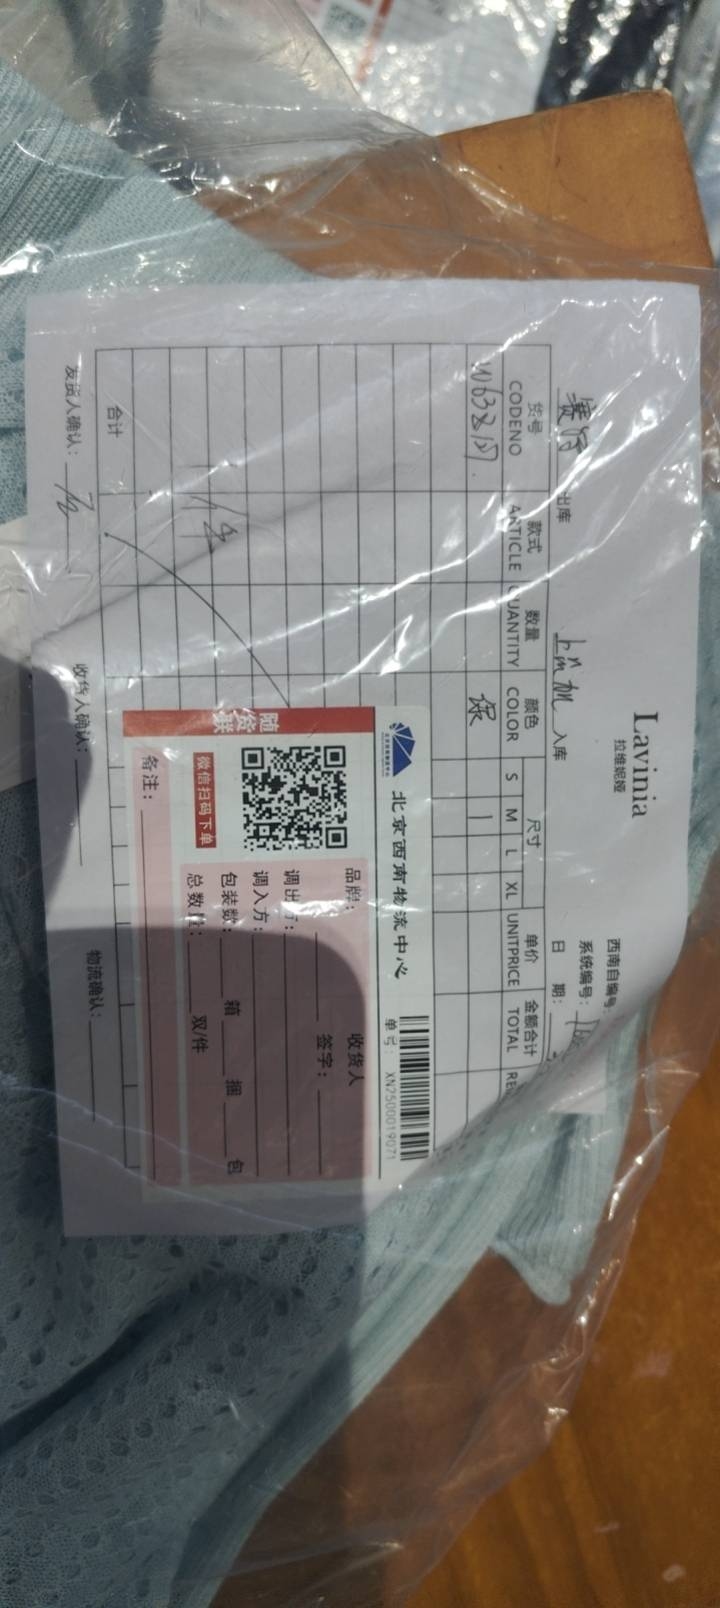 Lavinia
拉维妮娅
西南自编号:
系统编号:
赛特 出库 入库 日 期:
货号 款式 数量 颜色 尺寸 单价 金额合计
CODENO ARTICLE QUANTITY COLOR S M L XL UNITPRICE TOTAL
绿 1
合计
发货人确认: 收货人确认: 物流确认:
北京西南物流中心
单号: XN2500019071
随货联
微信扫码下单
品牌: 收货人
签字:
调出方:
调入方:
包装数: 箱 捆 包
总数量: 双/件
备注: